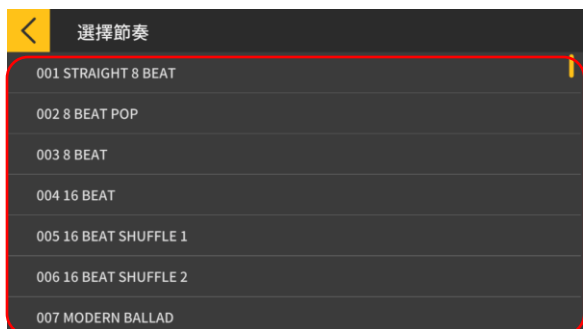 選擇節奏
001 STRAIGHT 8 BEAT
002 8 BEAT POP
003 8 BEAT
004 16 BEAT
005 16 BEAT SHUFFLE 1
006 16 BEAT SHUFFLE 2
007 MODERN BALLAD